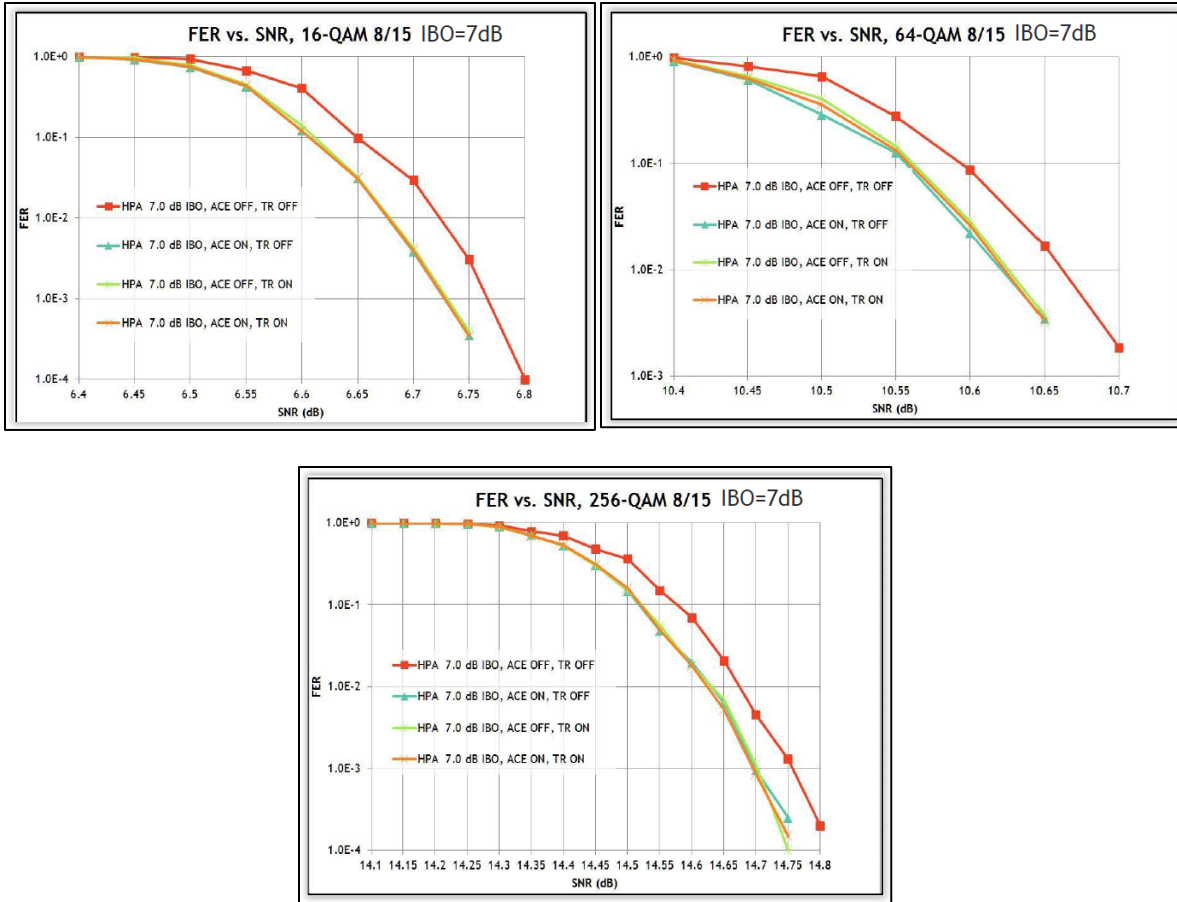 FER vs. SNR, 16-QAM 8/15 IBO=7dB
1.0E+0
1.0E-1
1.0E-2
1.0E-3
1.0E-4
FER
HPA 7.0 dB IBO, ACE OFF, TR OFF
HPA 7.0 dB IBO, ACE ON, TR OFF
HPA 7.0 dB IBO, ACE OFF, TR ON
HPA 7.0 dB IBO, ACE ON, TR ON
6.4 6.45 6.5 6.55 6.6 6.65 6.7 6.75 6.8
SNR (dB)
FER vs. SNR, 64-QAM 8/15 IBO=7dB
1.0E+0
1.0E-1
1.0E-2
1.0E-3
FER
HPA 7.0 dB IBO, ACE OFF, TR OFF
HPA 7.0 dB IBO, ACE ON, TR OFF
HPA 7.0 dB IBO, ACE OFF, TR ON
HPA 7.0 dB IBO, ACE ON, TR ON
10.4 10.45 10.5 10.55 10.6 10.65 10.7
SNR (dB)
FER vs. SNR, 256-QAM 8/15 IBO=7dB
1.0E+0
1.0E-1
1.0E-2
1.0E-3
1.0E-4
FER
HPA 7.0 dB IBO, ACE OFF, TR OFF
HPA 7.0 dB IBO, ACE ON, TR OFF
HPA 7.0 dB IBO, ACE OFF, TR ON
HPA 7.0 dB IBO, ACE ON, TR ON
14.1 14.15 14.2 14.25 14.3 14.35 14.4 14.45 14.5 14.55 14.6 14.65 14.7 14.75 14.8
SNR (dB)